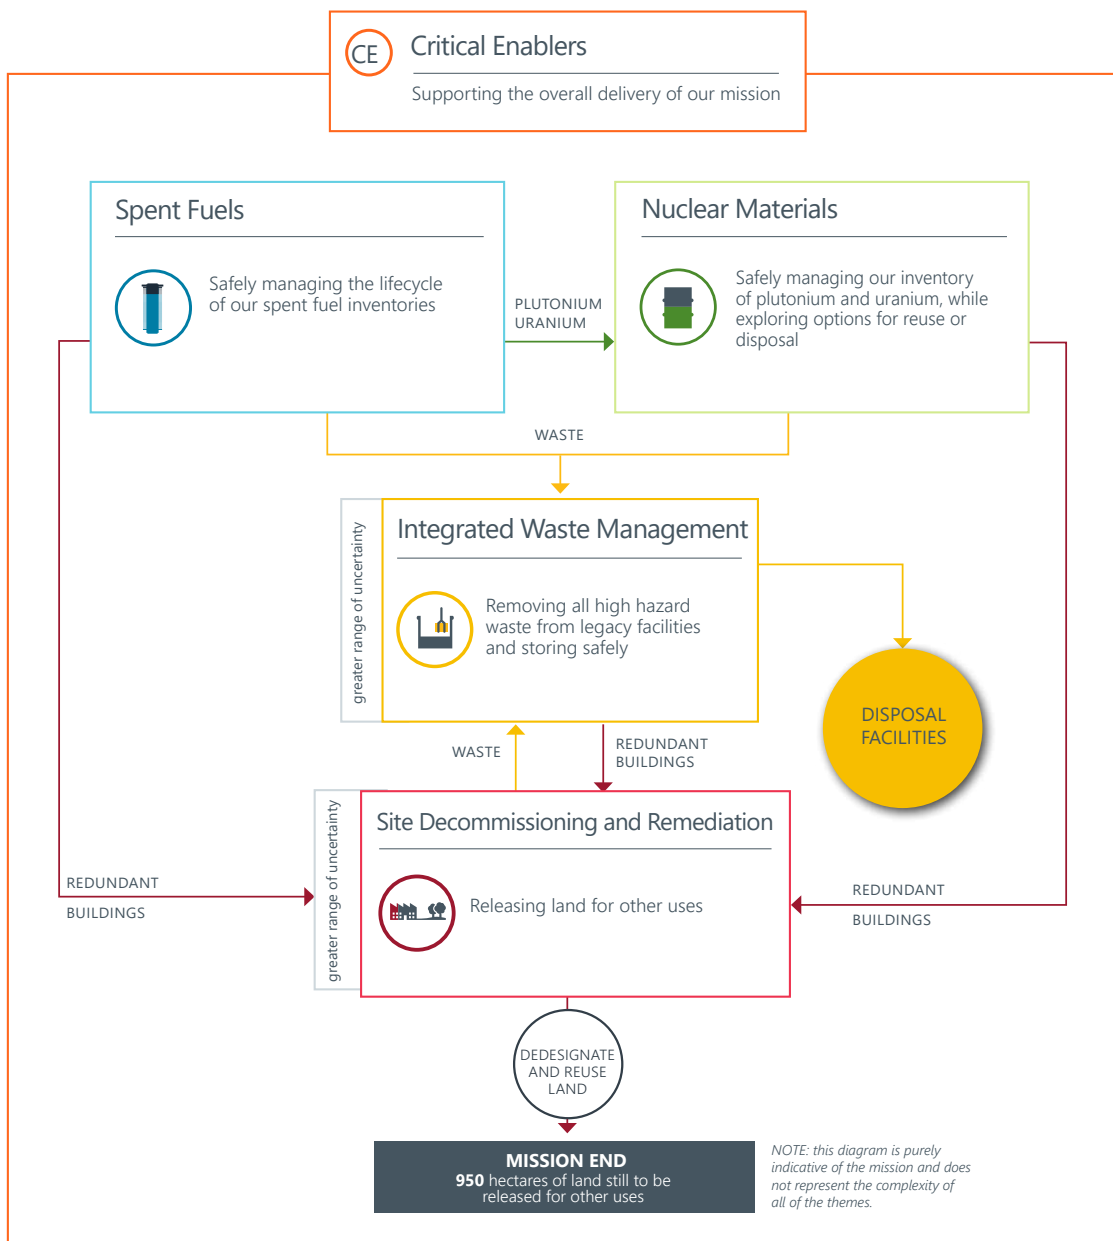 CE
Critical Enablers
Supporting the overall delivery of our mission
Spent Fuels
Safely managing the lifecycle
of our spent fuel inventories
PLUTONIUM
URANIUM
Nuclear Materials
Safely managing our inventory
of plutonium and uranium, while
exploring options for reuse or
disposal
WASTE
greater range of uncertainty
Integrated Waste Management
Removing all high hazard
waste from legacy facilities
and storing safely
DISPOSAL
FACILITIES
WASTE
REDUNDANT
BUILDINGS
greater range of uncertainty
Site Decommissioning and Remediation
Releasing land for other uses
REDUNDANT
BUILDINGS
REDUNDANT
BUILDINGS
DEDESIGNATE
AND REUSE
LAND
MISSION END
950 hectares of land still to be
released for other uses
NOTE: this diagram is purely
indicative of the mission and does
not represent the complexity of
all of the themes.